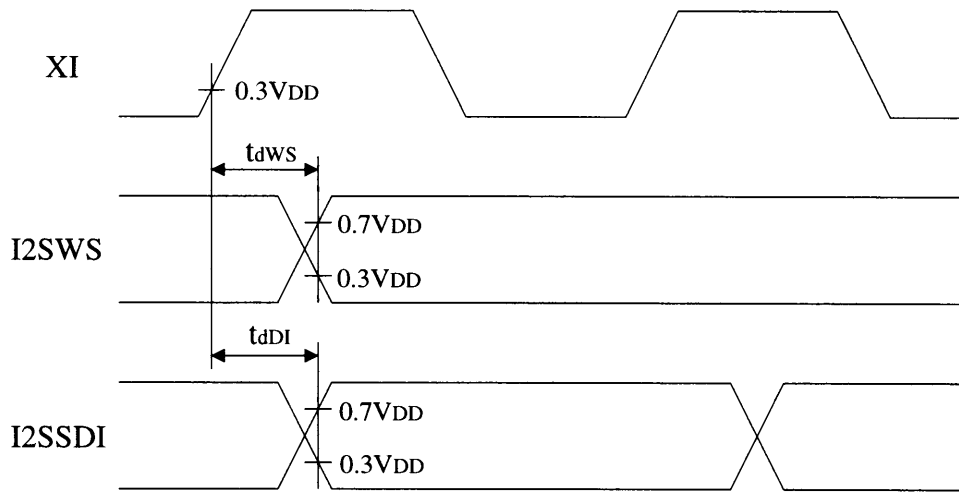 XI
0.3VDD
tdWS
I2SWS
0.7VDD
0.3VDD
tdDI
I2SSDI
0.7VDD
0.3VDD